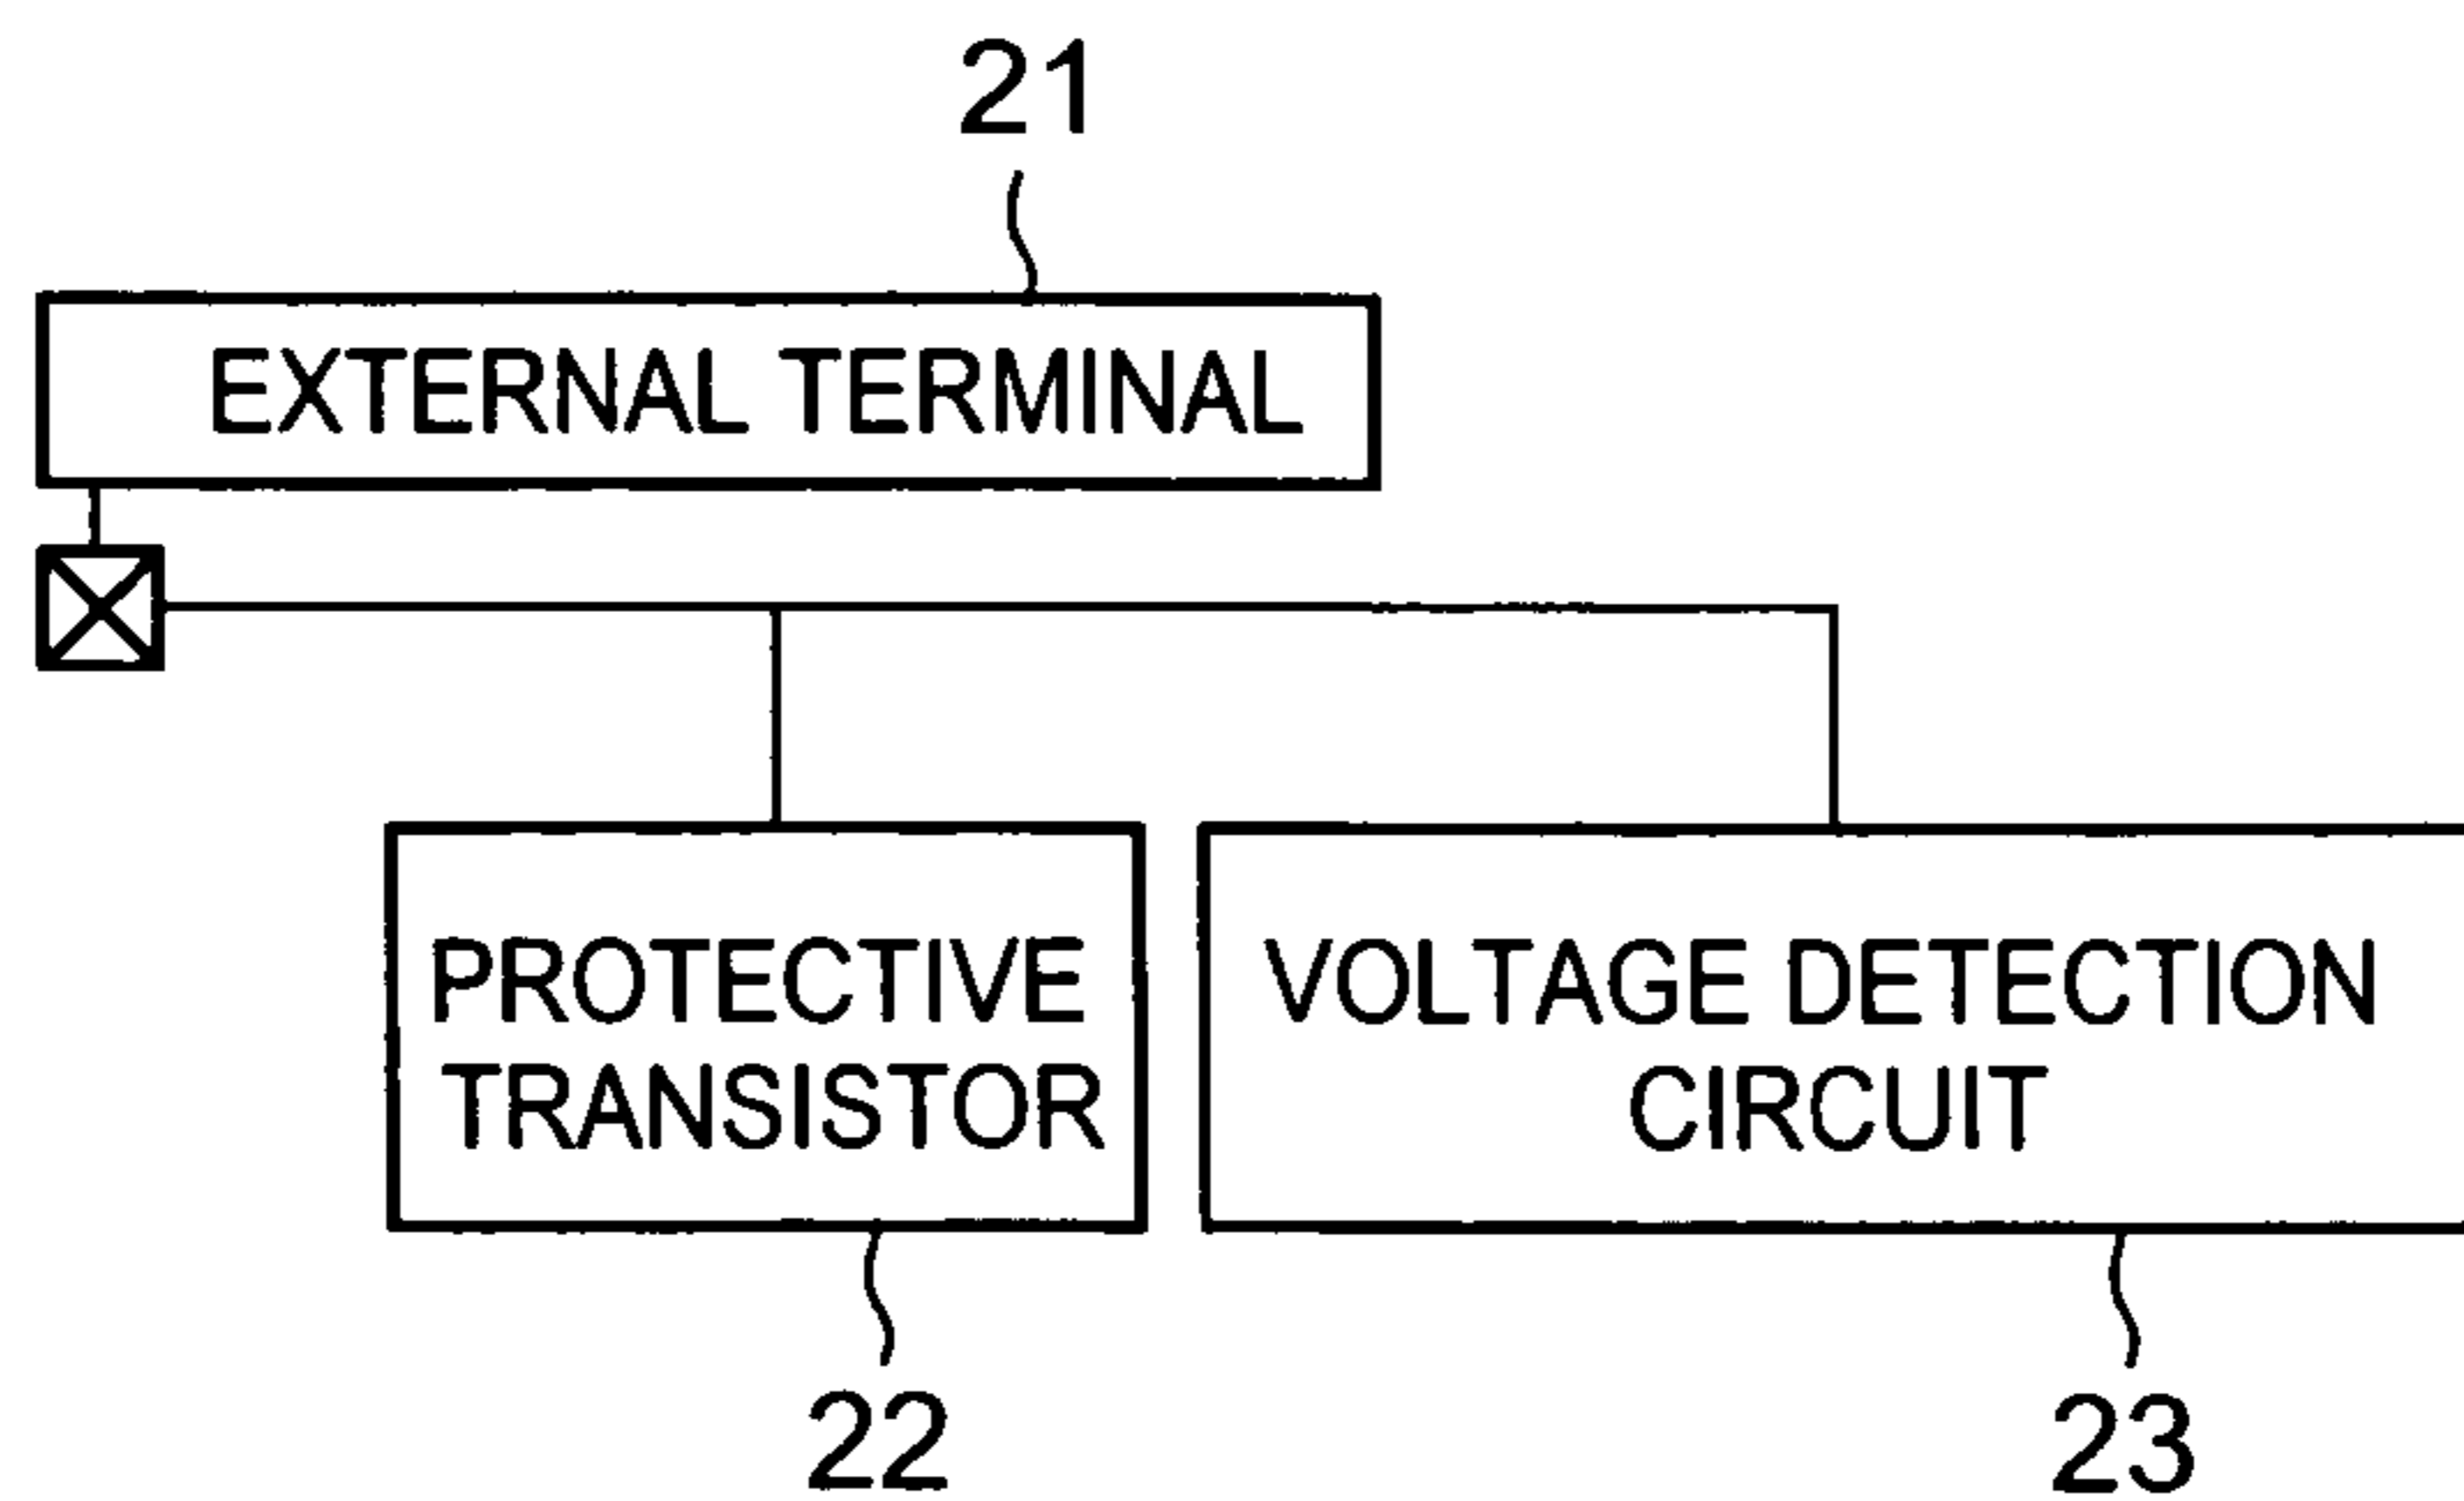 21
EXTERNAL TERMINAL
PROTECTIVE
TRANSISTOR
VOLTAGE DETECTION
CIRCUIT
22
23